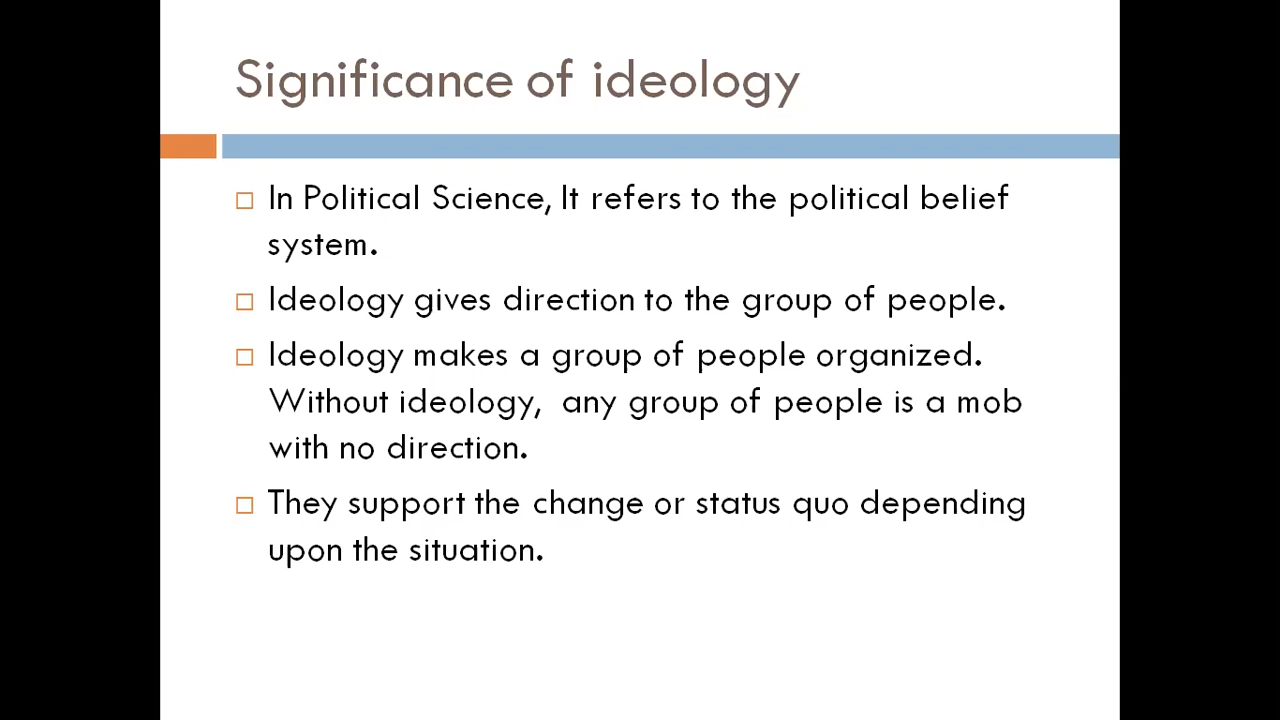 Significance of ideology
In Political Science, It refers to the political belief
system.
Ideology gives direction to the group of people.
Ideology makes a group of people organized.
Without ideology,  any group of people is a mob
with no direction.
They support the change or status quo depending
upon the situation.